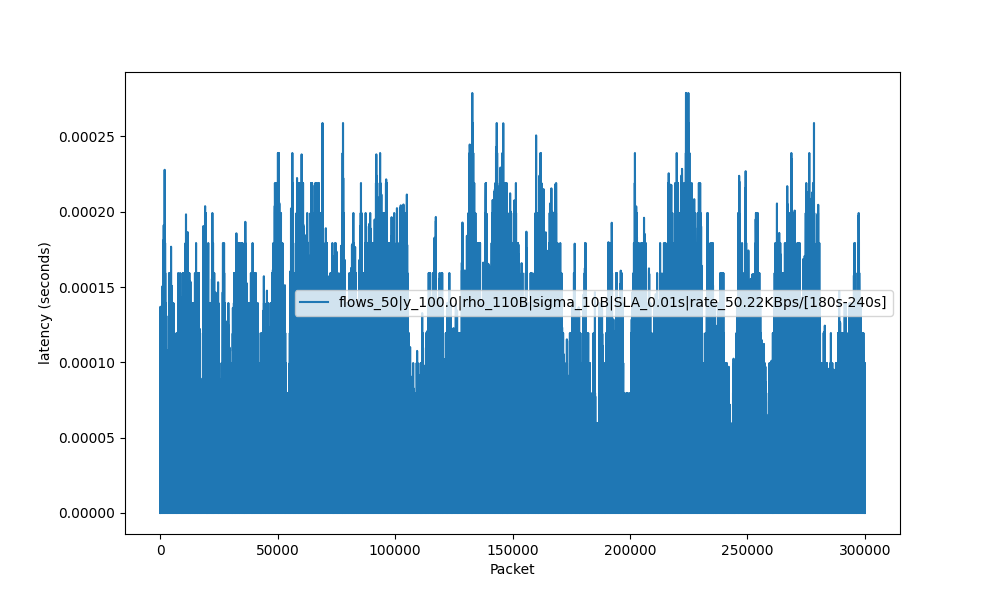 0.00025
0.00020
0.00015
0.00010
0.00005
0.00000
latency (seconds)
flows_50|y_100.0|rho_110B|sigma_10B|SLA_0.01s|rate_50.22KBps/[180s-240s]
0 50000 100000 150000 200000 250000 300000
Packet